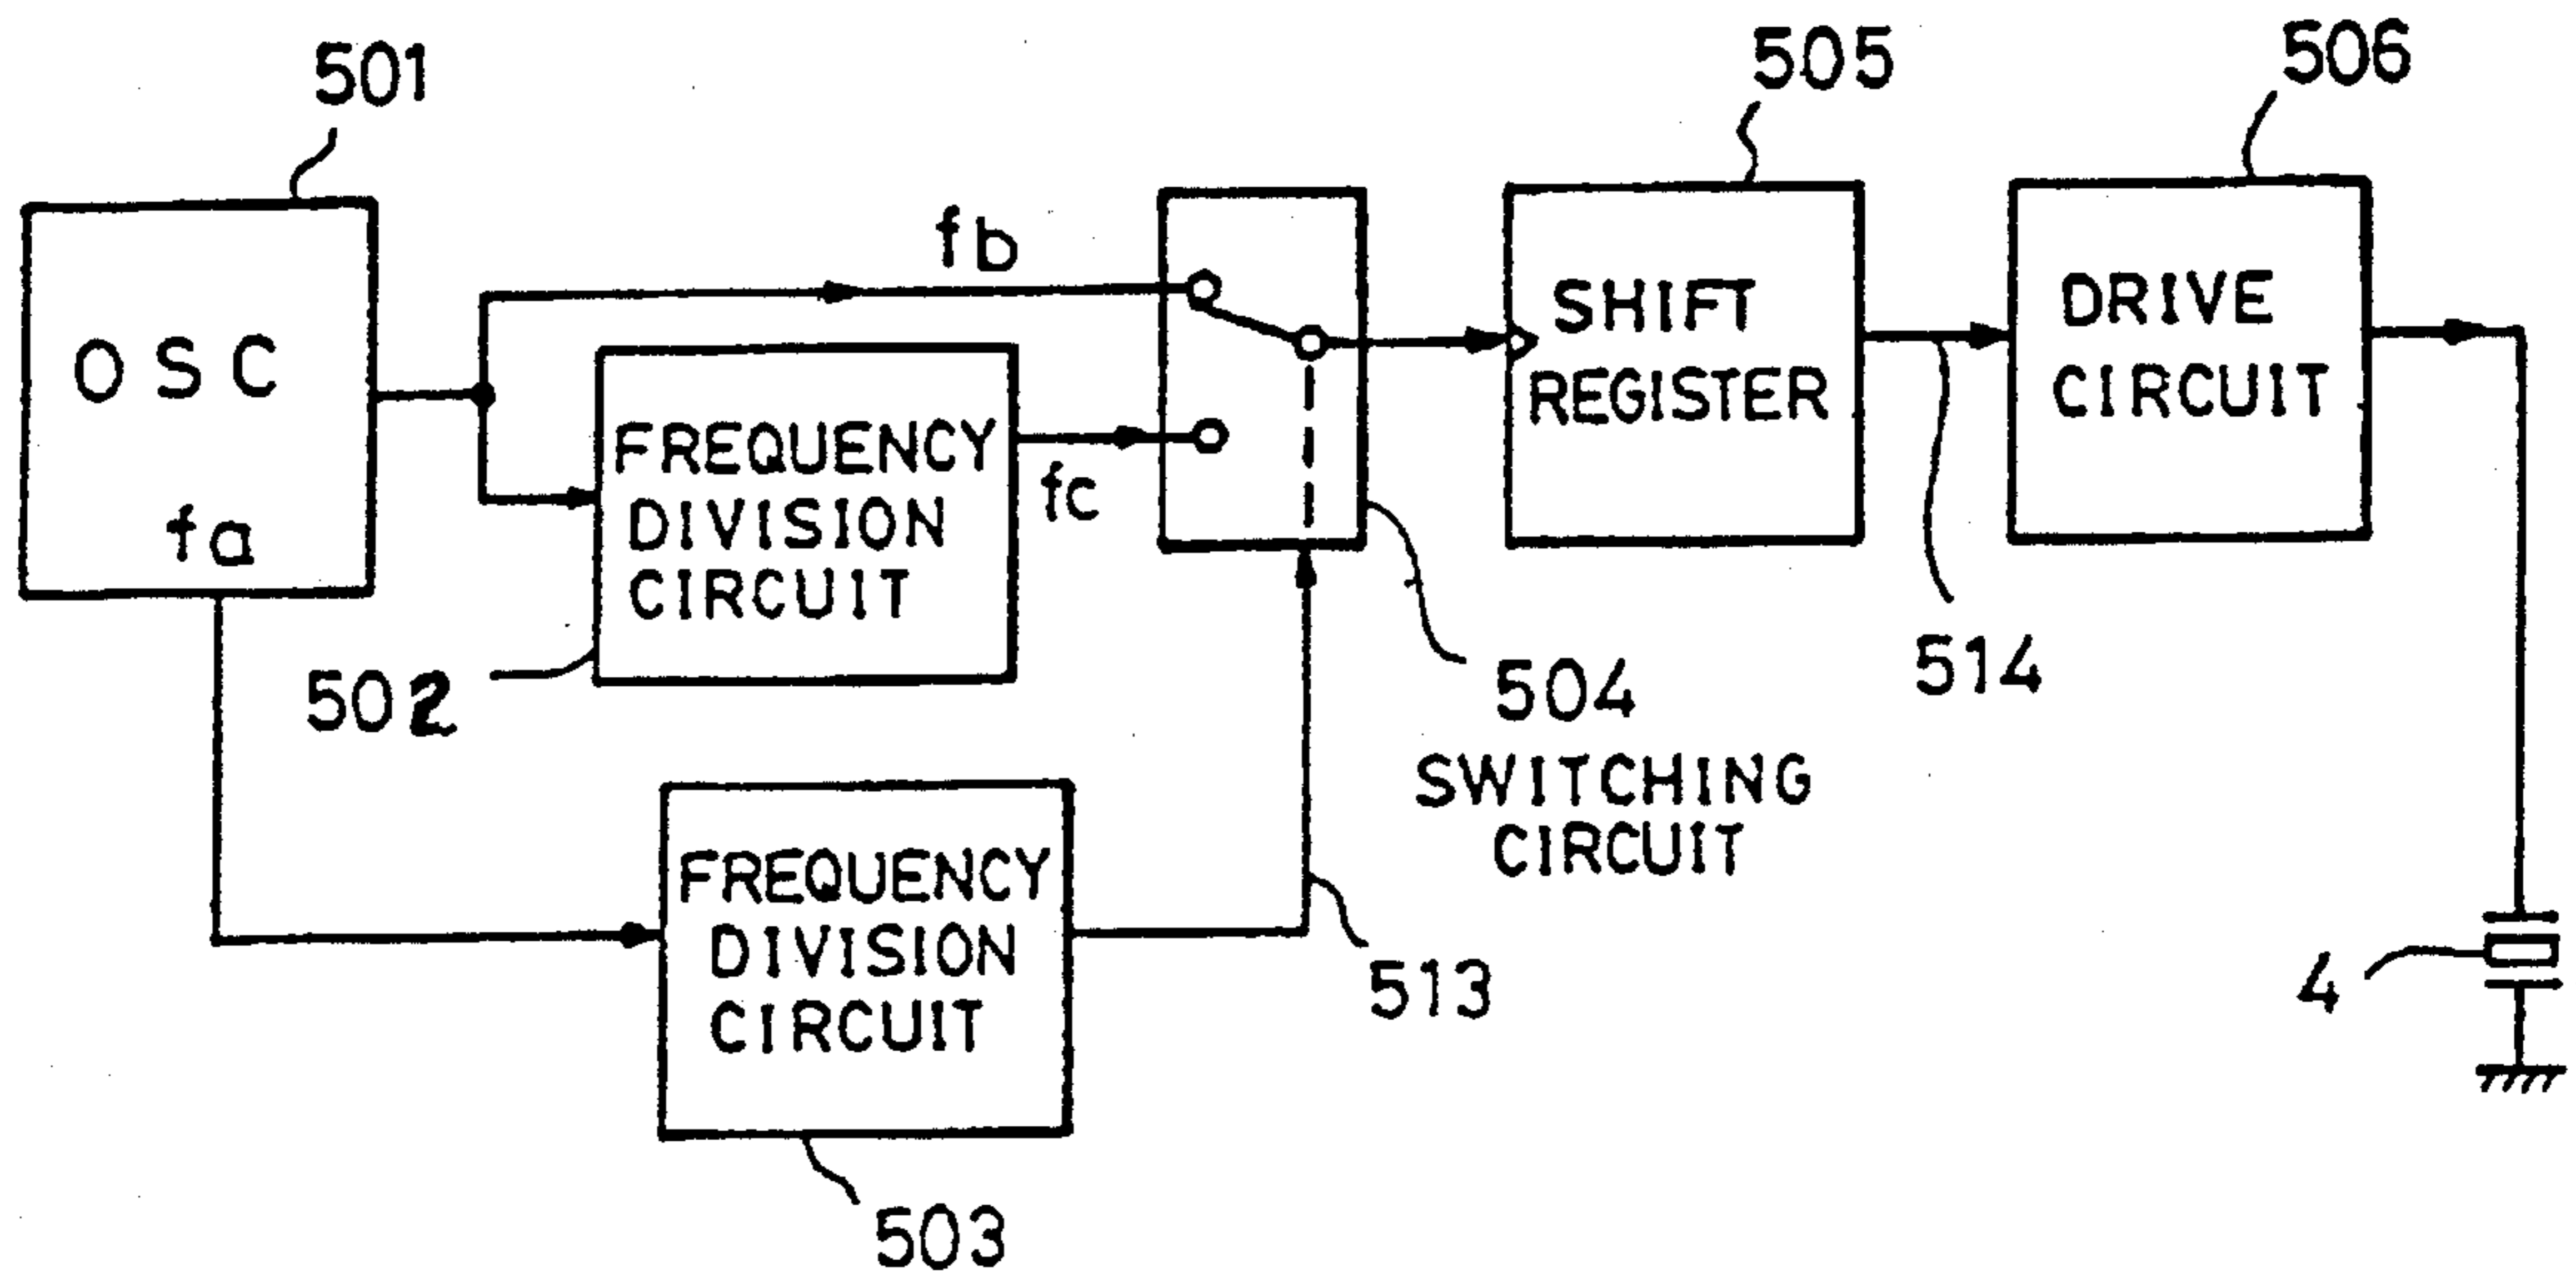 501
505
506
fb
OSC
fa
FREQUENCY
DIVISION
CIRCUIT
fc
SHIFT
REGISTER
DRIVE
CIRCUIT
502
504
SWITCHING
CIRCUIT
514
FREQUENCY
DIVISION
CIRCUIT
513
4
503